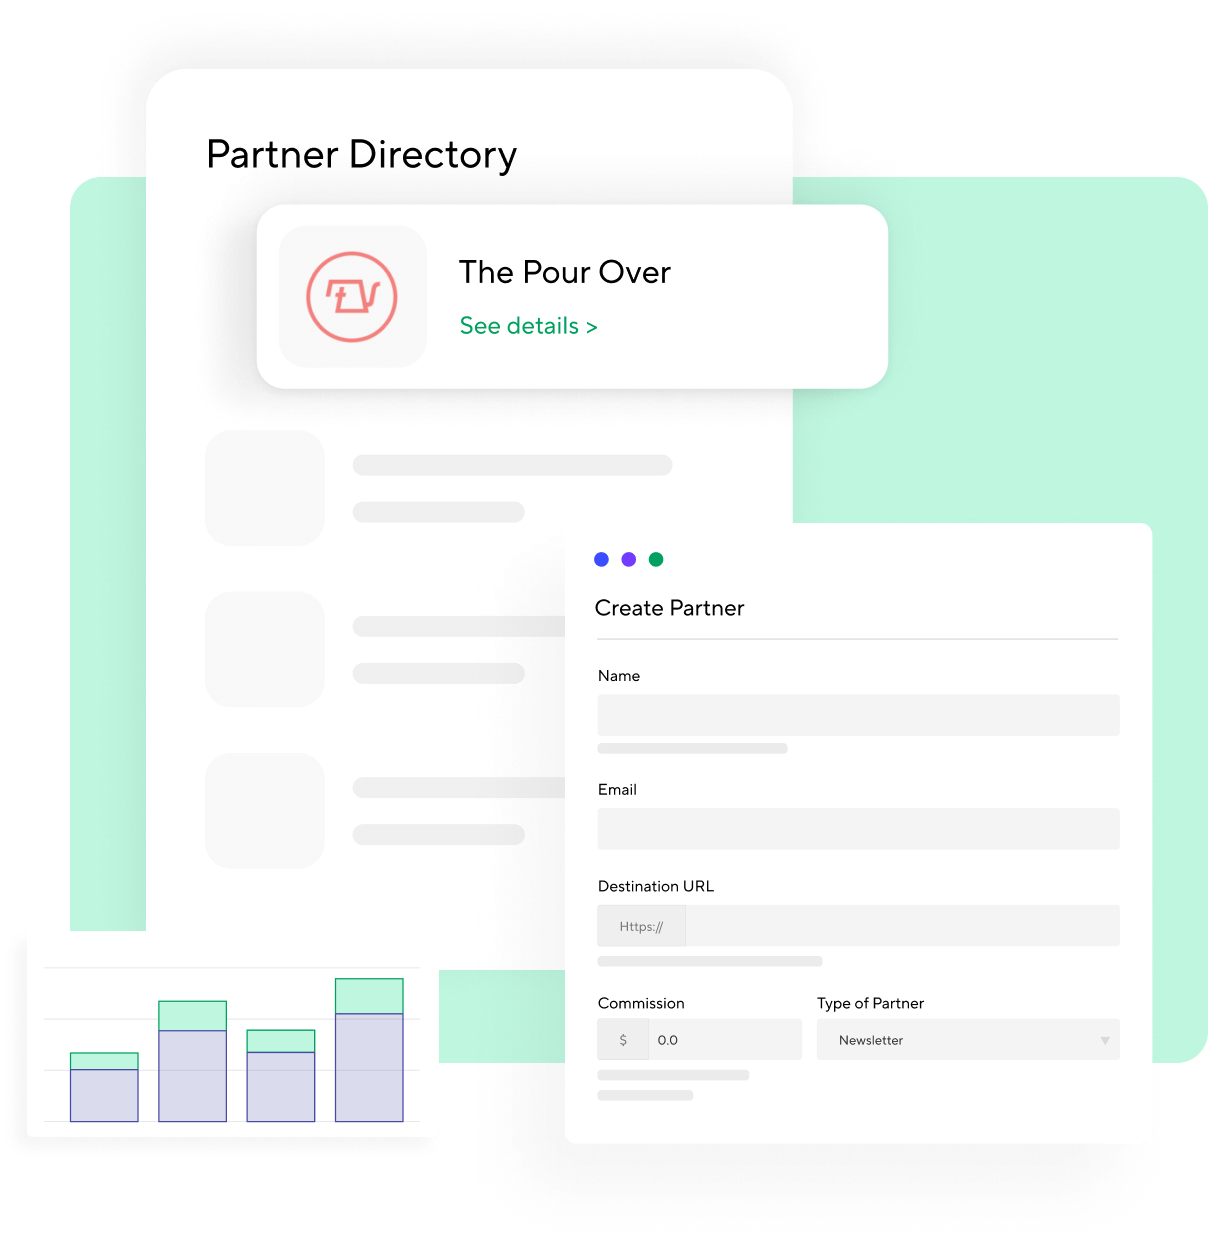 Partner Directory
The Pour Over
See details >
Create Partner
Name
Email
Destination URL
Https://
Commission
Type of Partner
$ 0.0
Newsletter